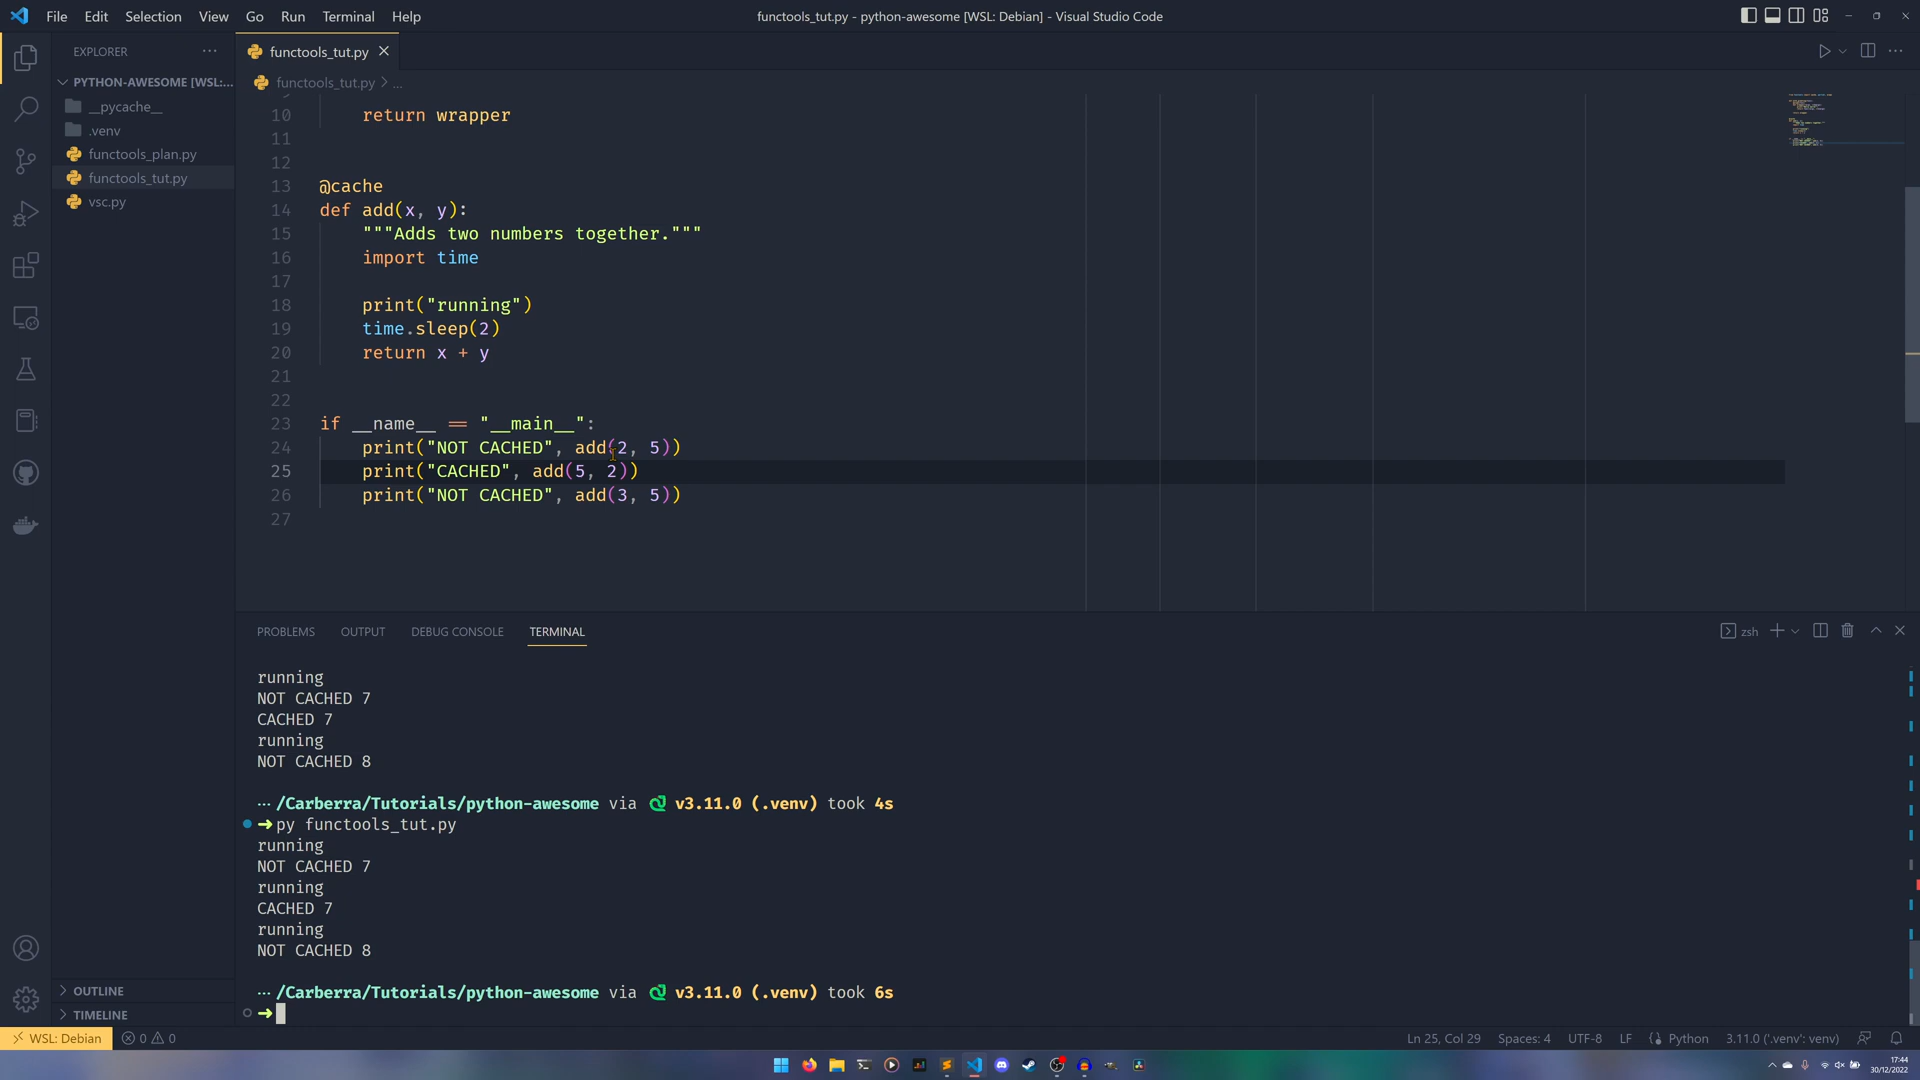 File Edit Selection View Go Run Terminal Help
functools_tut.py - python-awesome [WSL: Debian] - Visual Studio Code
EXPLORER
PYTHON-AWESOME [WSL:...
__pycache__
.venv
functools_plan.py
functools_tut.py
vsc.py
OUTLINE
TIMELINE
functools_tut.py
functools_tut.py > ...
10 return wrapper
11
12
13 @cache
14 def add(x, y):
15 """Adds two numbers together."""
16 import time
17
18 print("running")
19 time.sleep(2)
20 return x + y
21
22
23 if __name__ == "__main__":
24 print("NOT CACHED", add(2, 5))
25 print("CACHED", add(5, 2))
26 print("NOT CACHED", add(3, 5))
27
PROBLEMS OUTPUT DEBUG CONSOLE TERMINAL
zsh
running
NOT CACHED 7
CACHED 7
running
NOT CACHED 8
··· /Carberra/Tutorials/python-awesome via v3.11.0 (.venv) took 4s
➜ py functools_tut.py
running
NOT CACHED 7
running
CACHED 7
running
NOT CACHED 8
··· /Carberra/Tutorials/python-awesome via v3.11.0 (.venv) took 6s
➜
WSL: Debian 0 0
Ln 25, Col 29 Spaces: 4 UTF-8 LF Python 3.11.0 ('.venv': venv)
17:44
30/12/2022